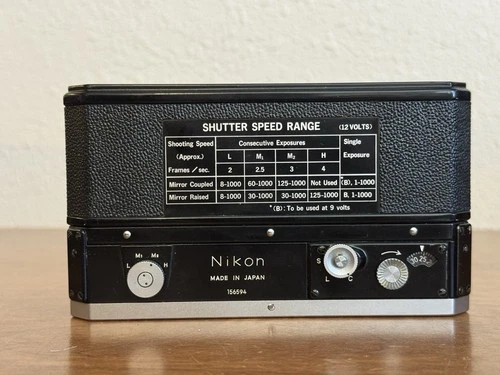 SHUTTER SPEED RANGE (12 VOLTS)
Shooting Speed Consecutive Exposures Single
(Approx.) L M₁ M₂ H Exposure
Frames / sec. 2 2.5 3 4
Mirror Coupled 8-1000 60-1000 125-1000 Not Used *(B), 1-1000
Mirror Raised 8-1000 30-1000 30-1000 125-1000 B, 1-1000
*(B): To be used at 9 volts
M₁ M₂
L H
Nikon
MADE IN JAPAN
156594
S
L C
30 25